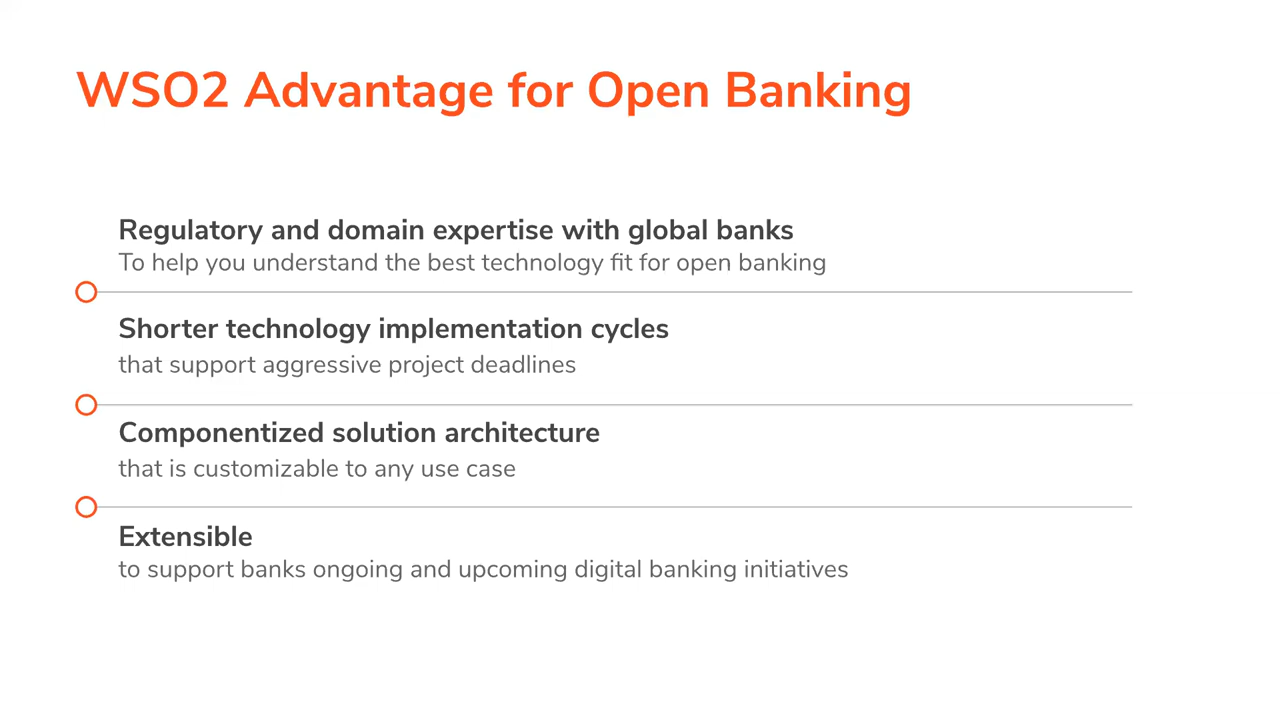 WSO2 Advantage for Open Banking
Regulatory and domain expertise with global banks
To help you understand the best technology fit for open banking
Shorter technology implementation cycles
that support aggressive project deadlines
Componentized solution architecture
that is customizable to any use case
Extensible
to support banks ongoing and upcoming digital banking initiatives